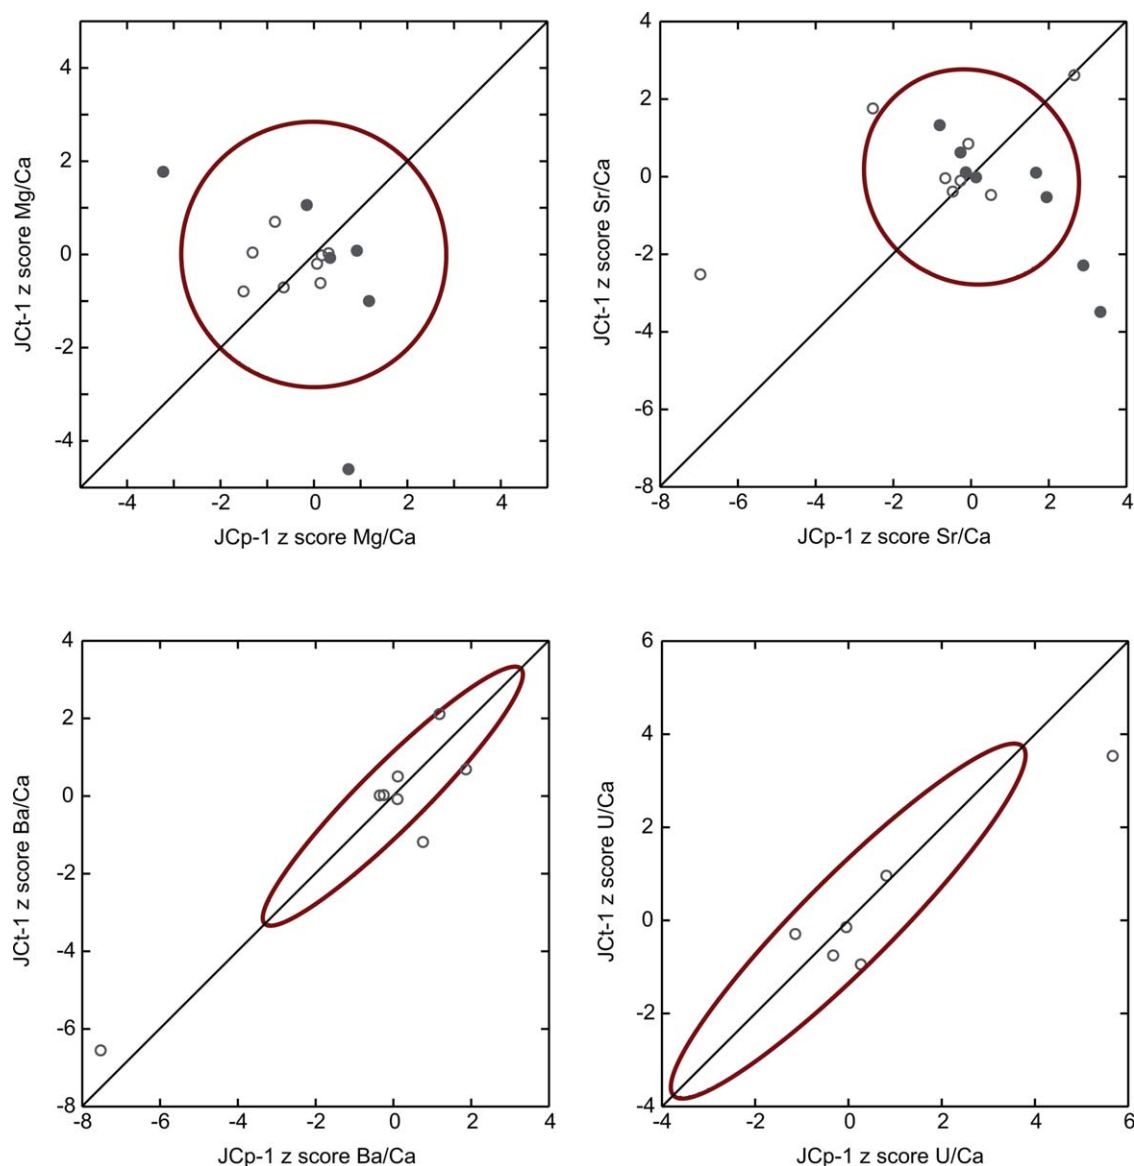 4
2
0
-2
-4
JCt-1 z score Mg/Ca
-4 -2 0 2 4
JCp-1 z score Mg/Ca
4
2
0
-2
-4
-6
-8
JCt-1 z score Sr/Ca
-8 -6 -4 -2 0 2 4
JCp-1 z score Sr/Ca
4
2
0
-2
-4
-6
-8
JCt-1 z score Ba/Ca
-8 -6 -4 -2 0 2 4
JCp-1 z score Ba/Ca
6
4
2
0
-2
-4
JCt-1 z score U/Ca
-4 -2 0 2 4 6
JCp-1 z score U/Ca